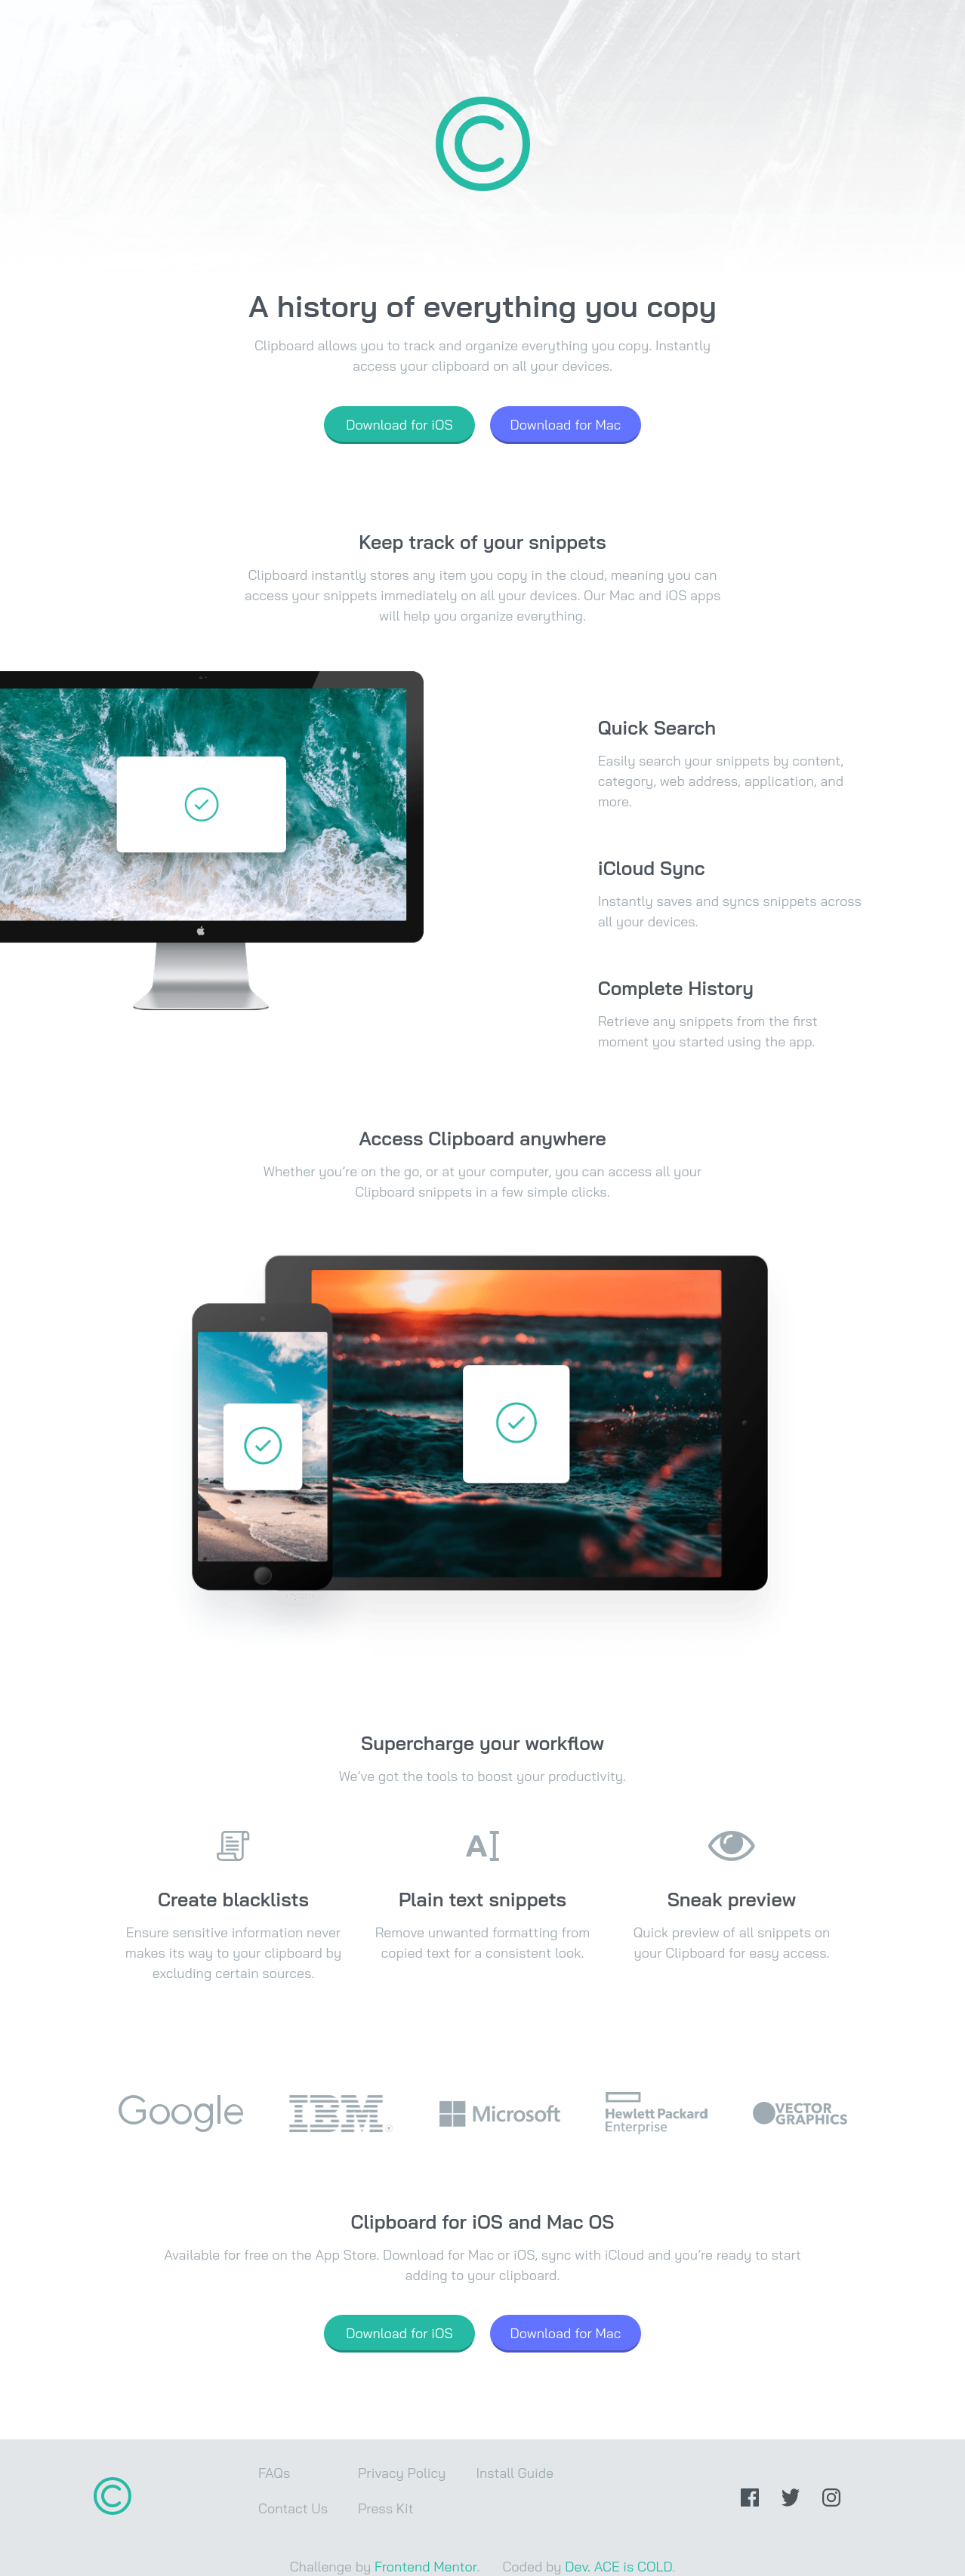 A history of everything you copy
Clipboard allows you to track and organize everything you copy. Instantly
access your clipboard on all your devices.
Download for iOS
Download for Mac
Keep track of your snippets
Clipboard instantly stores any item you copy in the cloud, meaning you can
access your snippets immediately on all your devices. Our Mac and iOS apps
will help you organize everything.
Quick Search
Easily search your snippets by content,
category, web address, application, and
more.
iCloud Sync
Instantly saves and syncs snippets across
all your devices.
Complete History
Retrieve any snippets from the first
moment you started using the app.
Access Clipboard anywhere
Whether you’re on the go, or at your computer, you can access all your
Clipboard snippets in a few simple clicks.
Supercharge your workflow
We’ve got the tools to boost your productivity.
A
Create blacklists
Ensure sensitive information never
makes its way to your clipboard by
excluding certain sources.
Plain text snippets
Remove unwanted formatting from
copied text for a consistent look.
Sneak preview
Quick preview of all snippets on
your Clipboard for easy access.
Google
IBM®
Microsoft
Hewlett Packard
Enterprise
VECTOR
GRAPHICS
Clipboard for iOS and Mac OS
Available for free on the App Store. Download for Mac or iOS, sync with iCloud and you’re ready to start
adding to your clipboard.
Download for iOS
Download for Mac
FAQs
Privacy Policy
Install Guide
Contact Us
Press Kit
Challenge by Frontend Mentor.
Coded by Dev. ACE is COLD.